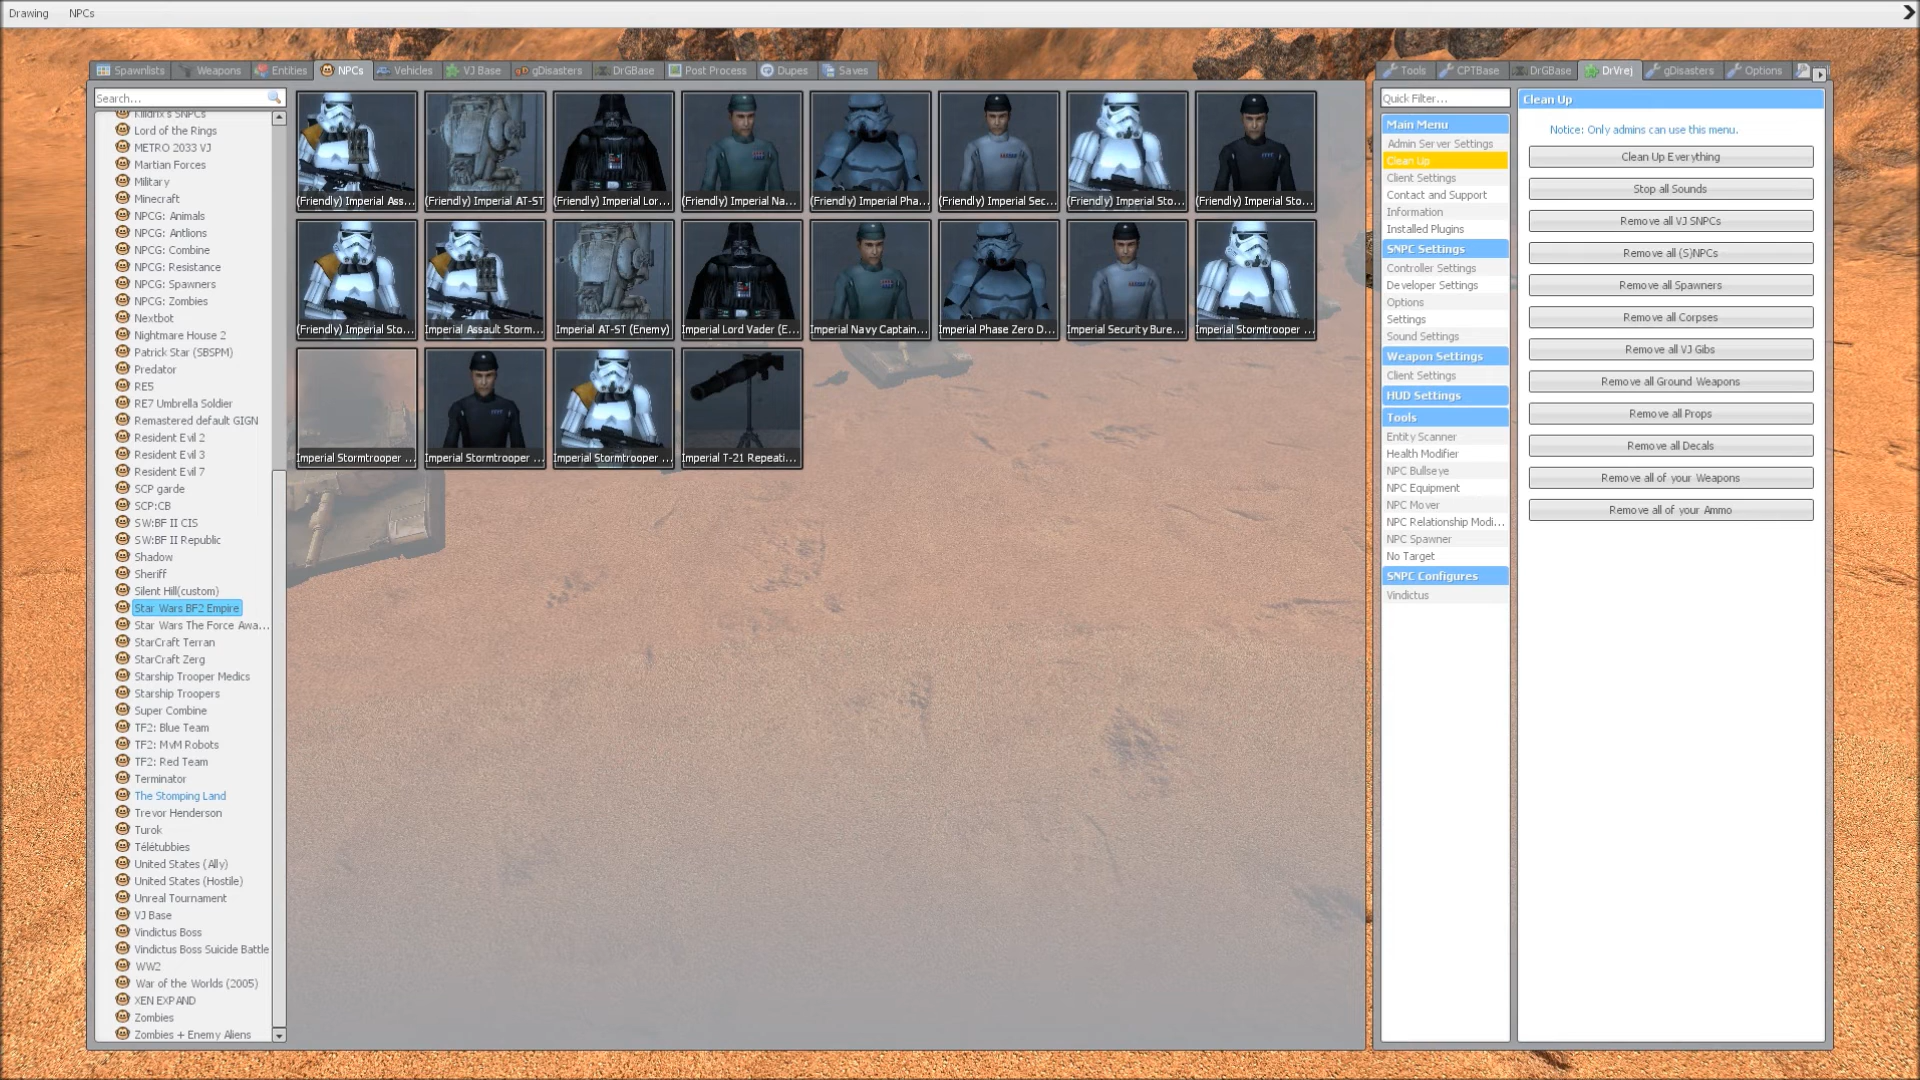 Drawing NPCs
Spawnlists Weapons Entities NPCs Vehicles VJ Base gDisasters DrGBase Post Process Dupes Saves
Search...
Killerx's SNPCs
Lord of the Rings
METRO 2033 VJ
Martian Forces
Military
Minecraft
NPCG: Animals
NPCG: Antlions
NPCG: Combine
NPCG: Resistance
NPCG: Spawners
NPCG: Zombies
Nextbot
Nightmare House 2
Patrick Star (SBSPM)
Predator
RE5
RE7 Umbrella Soldier
Remastered default GIGN
Resident Evil 2
Resident Evil 3
Resident Evil 7
SCP garde
SCP:CB
SW:BF II CIS
SW:BF II Republic
Shadow
Sheriff
Silent Hill(custom)
Star Wars BF2 Empire
Star Wars The Force Awa...
StarCraft Terran
StarCraft Zerg
Starship Trooper Medics
Starship Troopers
Super Combine
TF2: Blue Team
TF2: MvM Robots
TF2: Red Team
Terminator
The Stomping Land
Trevor Henderson
Turok
Télétubbies
United States (Ally)
United States (Hostile)
Unreal Tournament
VJ Base
Vindictus Boss
Vindictus Boss Suicide Battle
WW2
War of the Worlds (2005)
XEN EXPAND
Zombies
Zombies + Enemy Aliens
(Friendly) Imperial Ass...
(Friendly) Imperial AT-ST
(Friendly) Imperial Lor...
(Friendly) Imperial Na...
(Friendly) Imperial Pha...
(Friendly) Imperial Sec...
(Friendly) Imperial Sto...
(Friendly) Imperial Sto...
(Friendly) Imperial Sto...
Imperial Assault Storm...
Imperial AT-ST (Enemy)
Imperial Lord Vader (E...
Imperial Navy Captain...
Imperial Phase Zero D...
Imperial Security Bure...
Imperial Stormtrooper ...
Imperial Stormtrooper ...
Imperial Stormtrooper ...
Imperial Stormtrooper ...
Imperial T-21 Repeati...
Tools CPTBase DrGBase DrVrej gDisasters Options
Quick Filter...
Main Menu
Admin Server Settings
Clean Up
Client Settings
Contact and Support
Information
Installed Plugins
SNPC Settings
Controller Settings
Developer Settings
Options
Settings
Sound Settings
Weapon Settings
Client Settings
HUD Settings
Tools
Entity Scanner
Health Modifier
NPC Bullseye
NPC Equipment
NPC Mover
NPC Relationship Modi...
NPC Spawner
No Target
SNPC Configures
Vindictus
Clean Up
Notice: Only admins can use this menu.
Clean Up Everything
Stop all Sounds
Remove all VJ SNPCs
Remove all (S)NPCs
Remove all Spawners
Remove all Corpses
Remove all VJ Gibs
Remove all Ground Weapons
Remove all Props
Remove all Decals
Remove all of your Weapons
Remove all of your Ammo